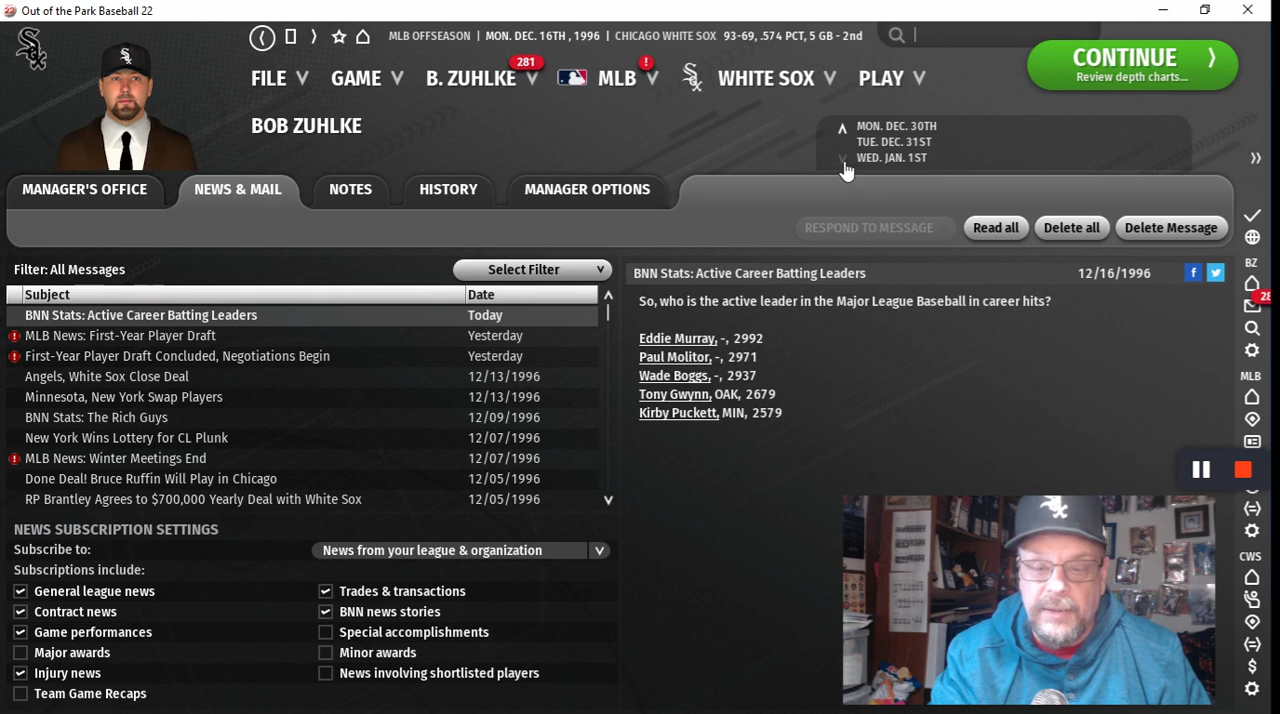 Out of the Park Baseball 22
MLB OFFSEASON | MON. DEC. 16TH , 1996 | CHICAGO WHITE SOX 93-69, .574 PCT, 5 GB - 2nd
CONTINUE
Review depth charts...
281
!
FILE GAME B. ZUHLKE MLB WHITE SOX PLAY
BOB ZUHLKE
MON. DEC. 30TH
TUE. DEC. 31ST
WED. JAN. 1ST
MANAGER'S OFFICE NEWS & MAIL NOTES HISTORY MANAGER OPTIONS
RESPOND TO MESSAGE Read all Delete all Delete Message
Filter: All Messages Select Filter
Subject Date
BNN Stats: Active Career Batting Leaders Today
MLB News: First-Year Player Draft Yesterday
First-Year Player Draft Concluded, Negotiations Begin Yesterday
Angels, White Sox Close Deal 12/13/1996
Minnesota, New York Swap Players 12/13/1996
BNN Stats: The Rich Guys 12/09/1996
New York Wins Lottery for CL Plunk 12/07/1996
MLB News: Winter Meetings End 12/07/1996
Done Deal! Bruce Ruffin Will Play in Chicago 12/05/1996
RP Brantley Agrees to $700,000 Yearly Deal with White Sox 12/05/1996
BNN Stats: Active Career Batting Leaders 12/16/1996
So, who is the active leader in the Major League Baseball in career hits?
Eddie Murray, -, 2992
Paul Molitor, -, 2971
Wade Boggs, -, 2937
Tony Gwynn, OAK, 2679
Kirby Puckett, MIN, 2579
NEWS SUBSCRIPTION SETTINGS
Subscribe to: News from your league & organization
Subscriptions include:
General league news Trades & transactions
Contract news BNN news stories
Game performances Special accomplishments
Major awards Minor awards
Injury news News involving shortlisted players
Team Game Recaps
BZ
28
MLB
CWS